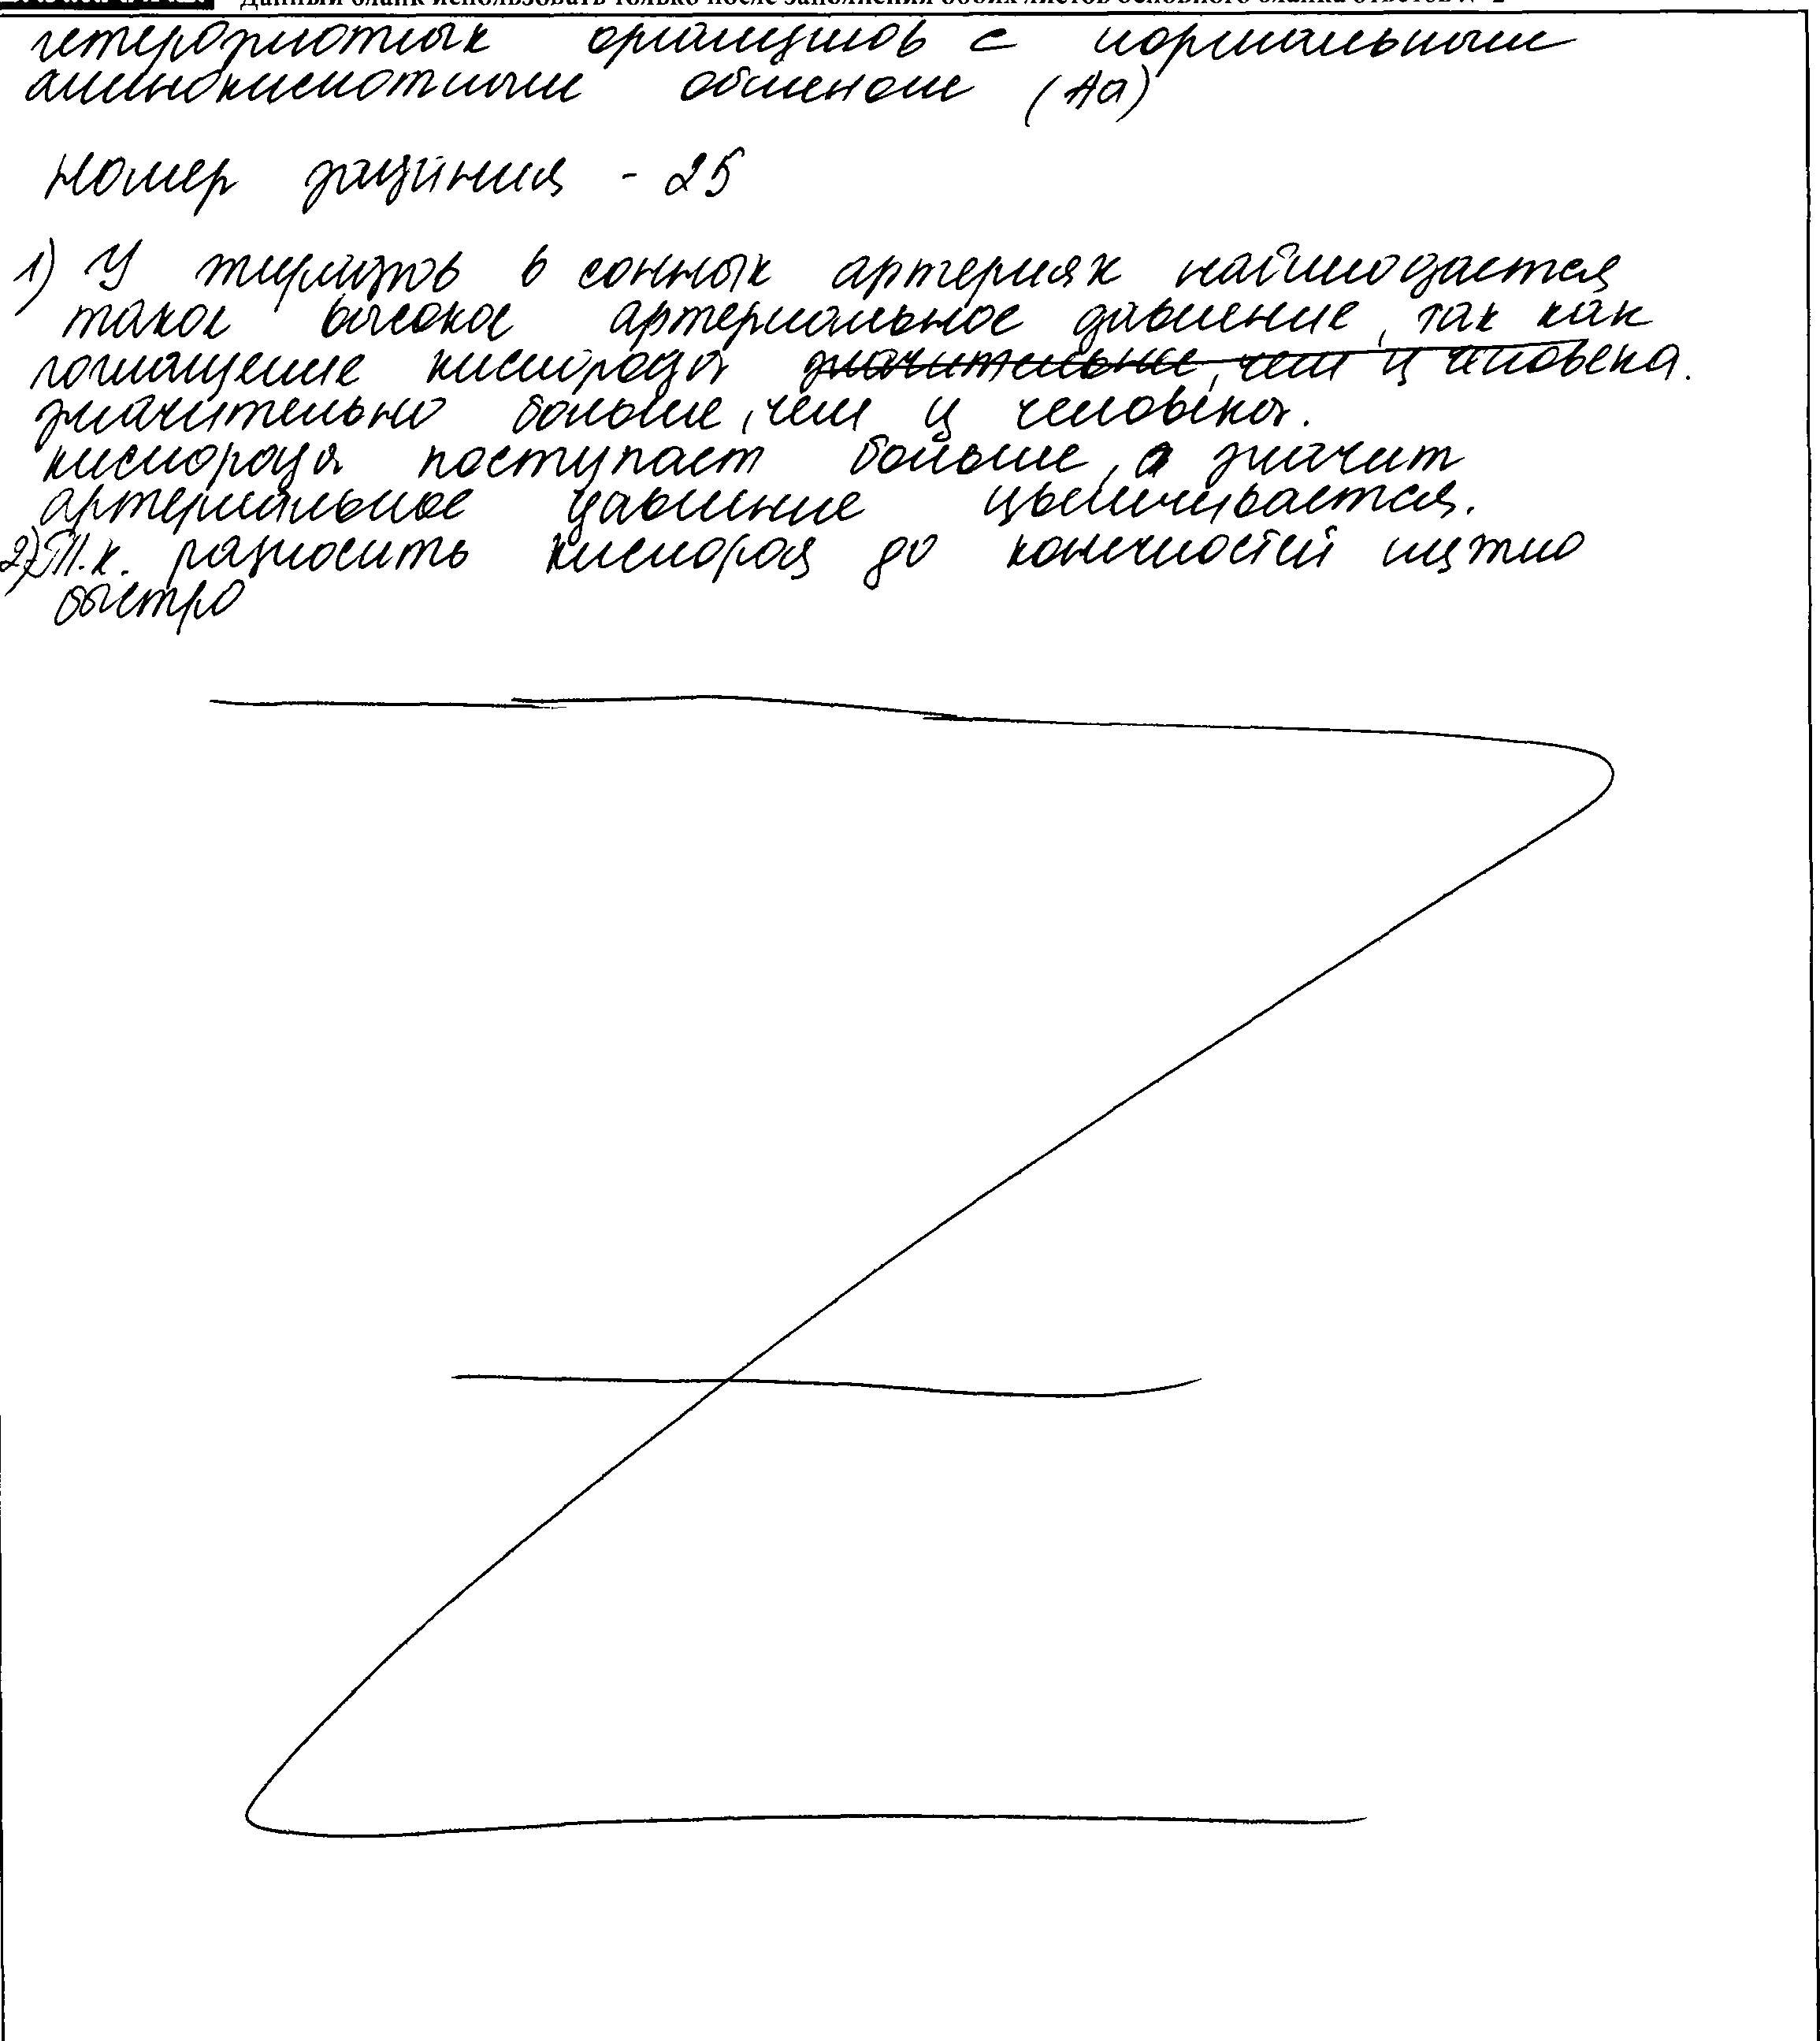 Данный бланк использовать только после заполнения обоих листов основного бланка ответов № 2
гетерозиготных организмов с нормальным
аминокислотным обменом (Аа)
Номер задания - 25
1) У жирафов в сонных артериях наблюдается
такое высокое артериальное давление, так как
поглащение кислорода значительнее, чем у человека.
значительно больше, чем у человека.
кислорода поступает больше, а значит
артериальное давление увеличивается.
2) Т.к. разносить кислород до конечностей нужно
быстро